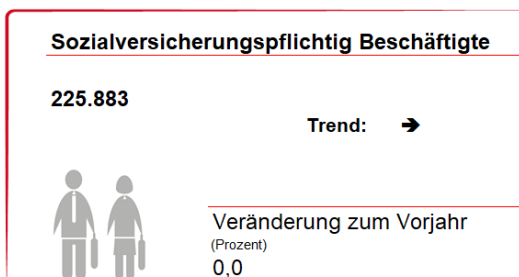 Sozialversicherungspflichtig Beschäftigte
225.883
Trend: ➔
Veränderung zum Vorjahr
(Prozent)
0,0